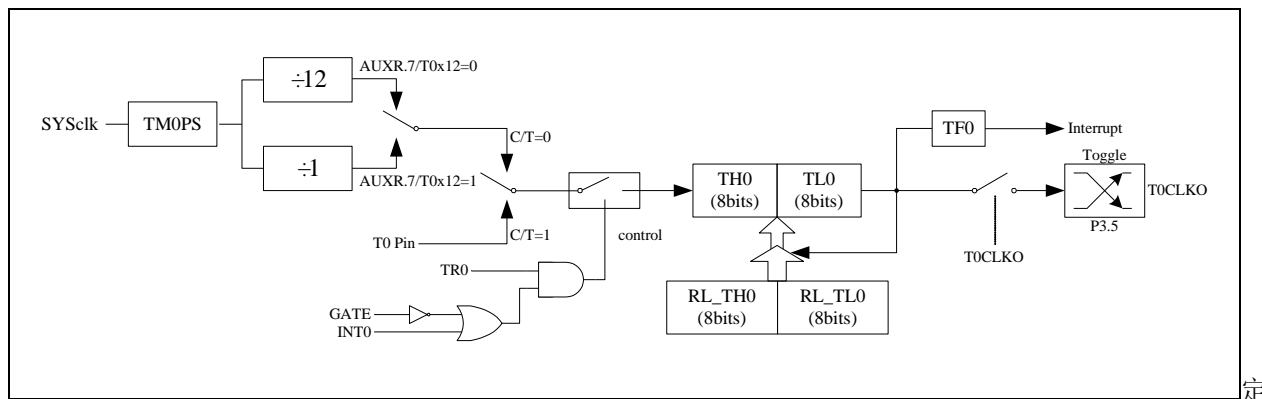 AUXR.7/T0x12=0
÷12
SYSclk
TM0PS
C/T=0
÷1
AUXR.7/T0x12=1
TF0
Interrupt
Toggle
TH0
(8bits)
TL0
(8bits)
T0CLKO
P3.5
T0 Pin
C/T=1
control
T0CLKO
TR0
RL_TH0
(8bits)
RL_TL0
(8bits)
GATE
INT0
定